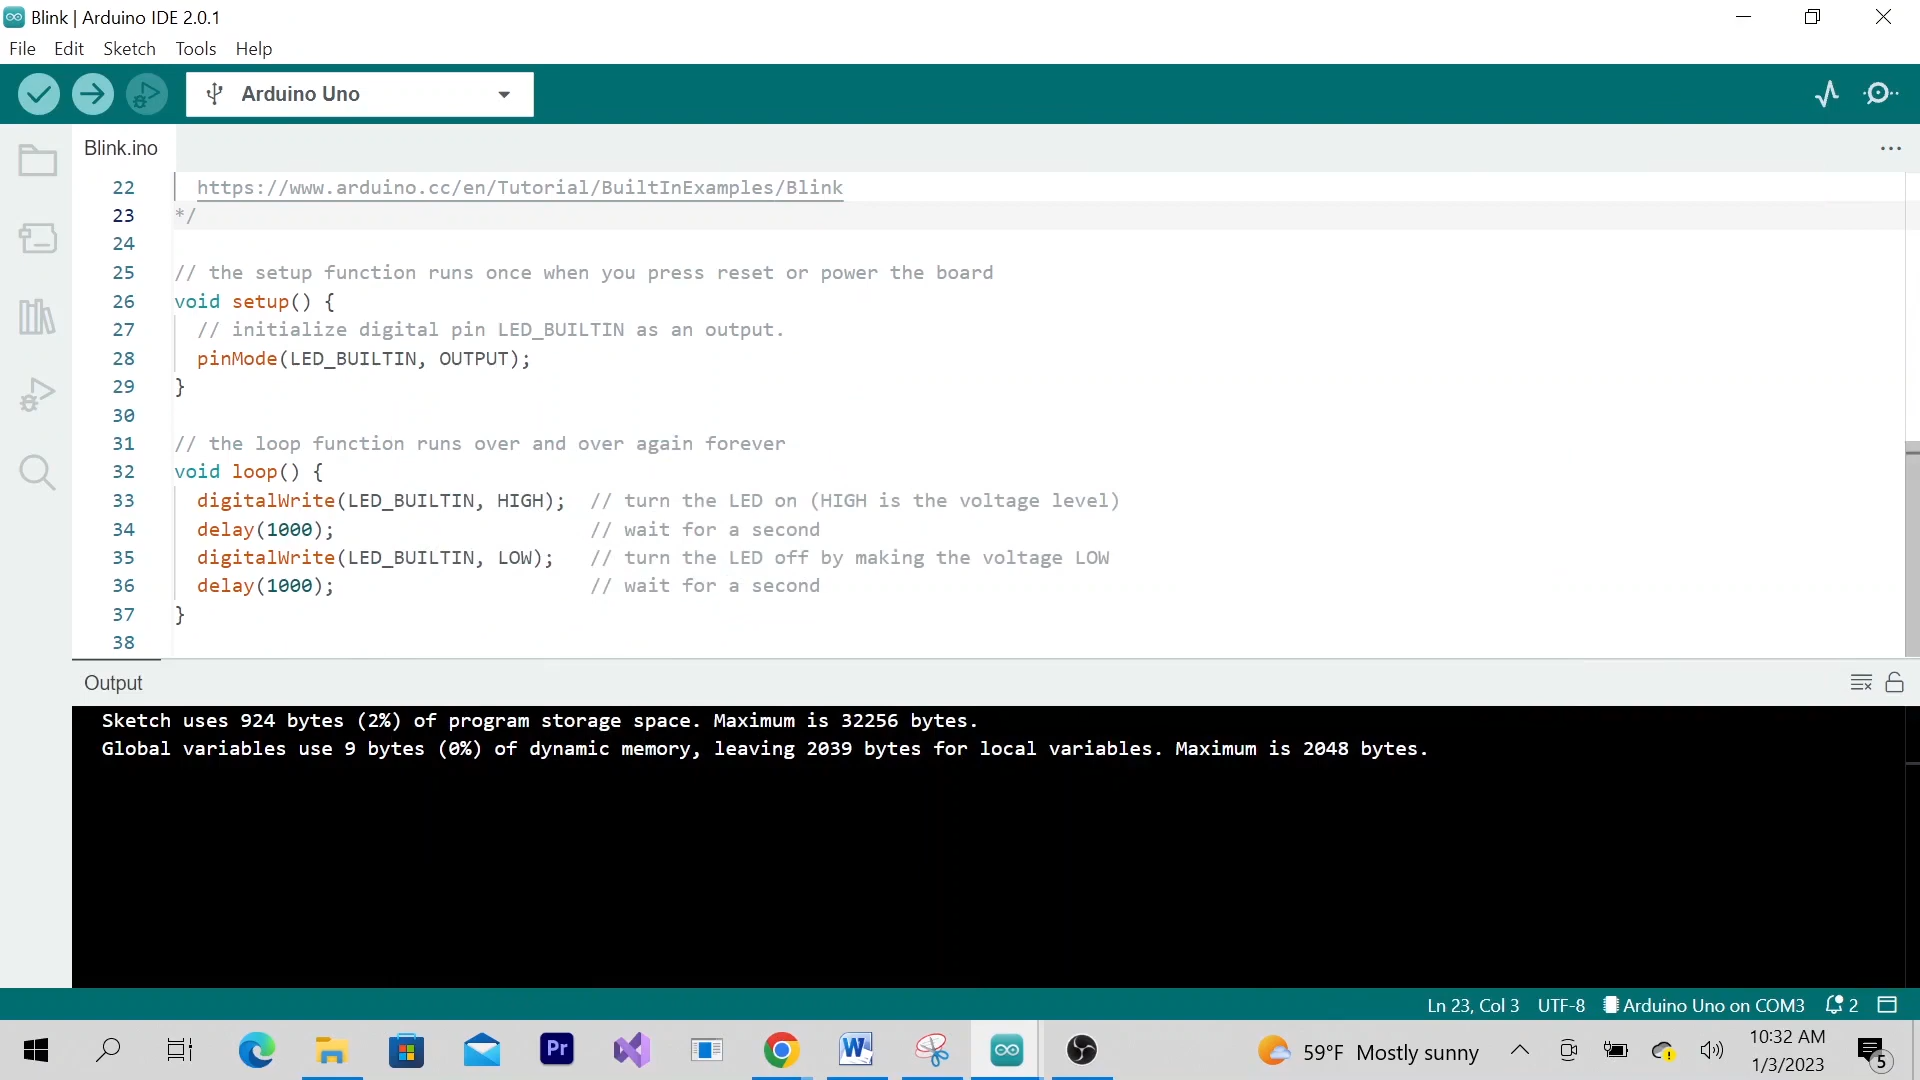 Blink | Arduino IDE 2.0.1
File Edit Sketch Tools Help
Arduino Uno
Blink.ino
22 https://www.arduino.cc/en/Tutorial/BuiltInExamples/Blink
23 */
24
25 // the setup function runs once when you press reset or power the board
26 void setup() {
27 // initialize digital pin LED_BUILTIN as an output.
28 pinMode(LED_BUILTIN, OUTPUT);
29 }
30
31 // the loop function runs over and over again forever
32 void loop() {
33 digitalWrite(LED_BUILTIN, HIGH); // turn the LED on (HIGH is the voltage level)
34 delay(1000); // wait for a second
35 digitalWrite(LED_BUILTIN, LOW); // turn the LED off by making the voltage LOW
36 delay(1000); // wait for a second
37 }
38
Output
Sketch uses 924 bytes (2%) of program storage space. Maximum is 32256 bytes.
Global variables use 9 bytes (0%) of dynamic memory, leaving 2039 bytes for local variables. Maximum is 2048 bytes.
Ln 23, Col 3 UTF-8 Arduino Uno on COM3 2
Pr W 59°F Mostly sunny 10:32 AM
1/3/2023 5